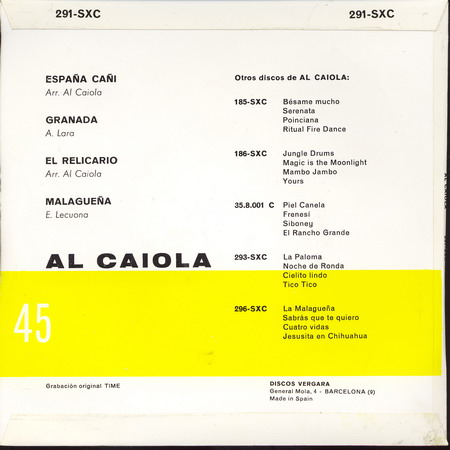 291-SXC
291-SXC
ESPAÑA CAÑI
Arr. Al Caiola
GRANADA
A. Lara
EL RELICARIO
Arr. Al Caiola
MALAGUEÑA
E. Lecuona
AL CAIOLA
45
Grabación original TIME
Otros discos de AL CAIOLA:
185-SXC Bésame mucho
Serenata
Poinciana
Ritual Fire Dance
186-SXC Jungle Drums
Magic is the Moonlight
Mambo Jambo
Yours
35.8.001 C Piel Canela
Frenesí
Siboney
El Rancho Grande
293-SXC La Paloma
Noche de Ronda
Cielito lindo
Tico Tico
296-SXC La Malagueña
Sabrás que te quiero
Cuatro vidas
Jesusita en Chihuahua
DISCOS VERGARA
General Mola, 4 - BARCELONA (9)
Made in Spain